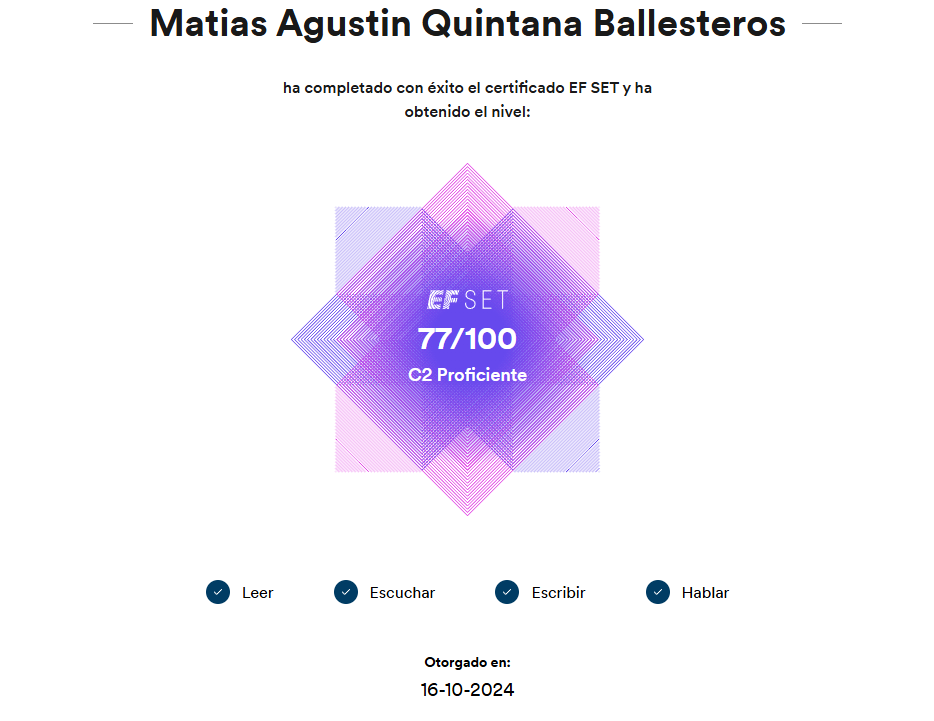 Matias Agustin Quintana Ballesteros
ha completado con éxito el certificado EF SET y ha
obtenido el nivel:
EF SET
77/100
C2 Proficiente
Leer
Escuchar
Escribir
Hablar
Otorgado en:
16-10-2024